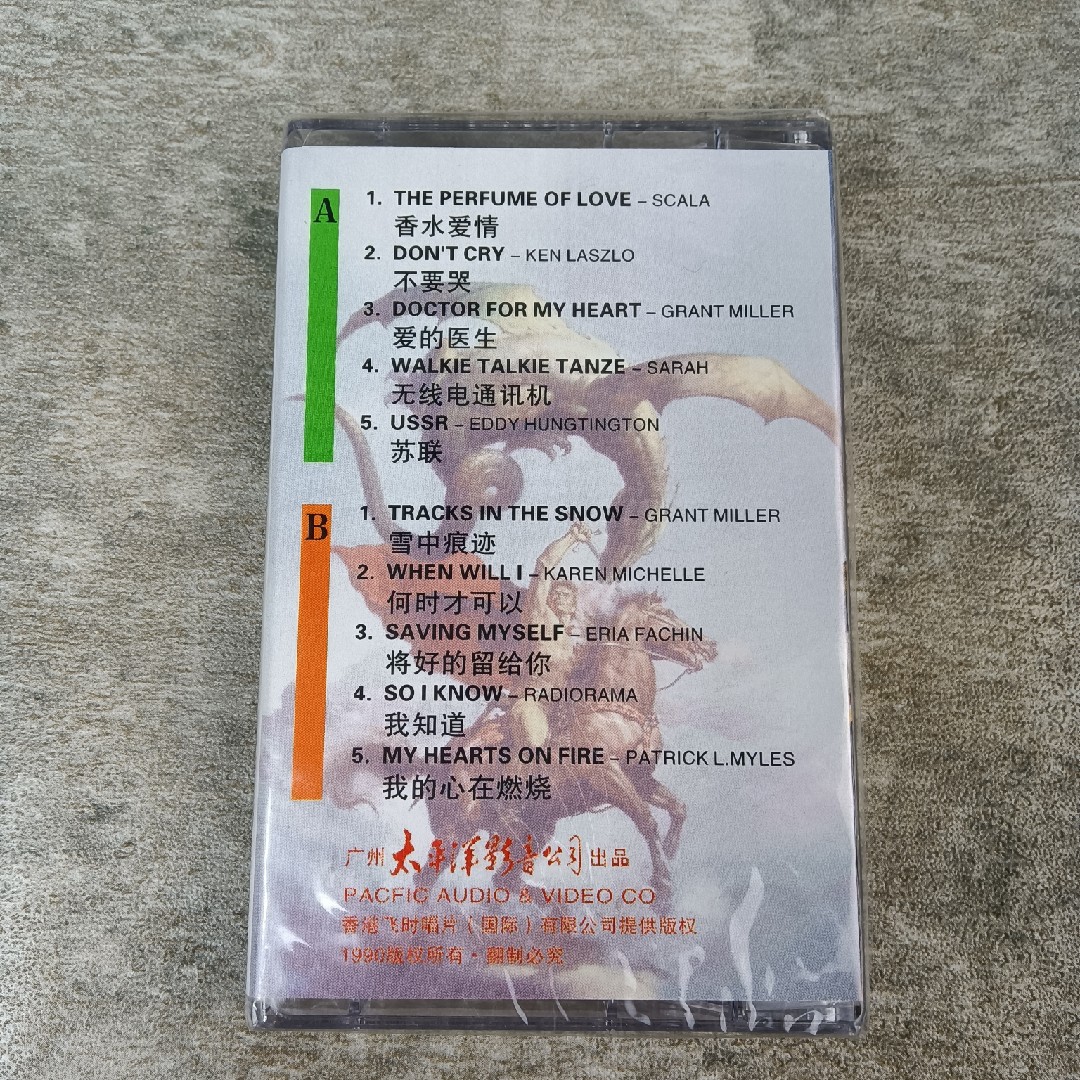 A
1. THE PERFUME OF LOVE – SCALA
香水爱情
2. DON'T CRY – KEN LASZLO
不要哭
3. DOCTOR FOR MY HEART – GRANT MILLER
爱的医生
4. WALKIE TALKIE TANZE – SARAH
无线电通讯机
5. USSR – EDDY HUNGTINGTON
苏联
B
1. TRACKS IN THE SNOW – GRANT MILLER
雪中痕迹
2. WHEN WILL I – KAREN MICHELLE
何时才可以
3. SAVING MYSELF – ERIA FACHIN
将好的留给你
4. SO I KNOW – RADIORAMA
我知道
5. MY HEARTS ON FIRE – PATRICK L.MYLES
我的心在燃烧
广州太平洋影音公司出品
PACFIC AUDIO & VIDEO CO
香港飞时唱片（国际）有限公司提供版权
1990版权所有·翻制必究